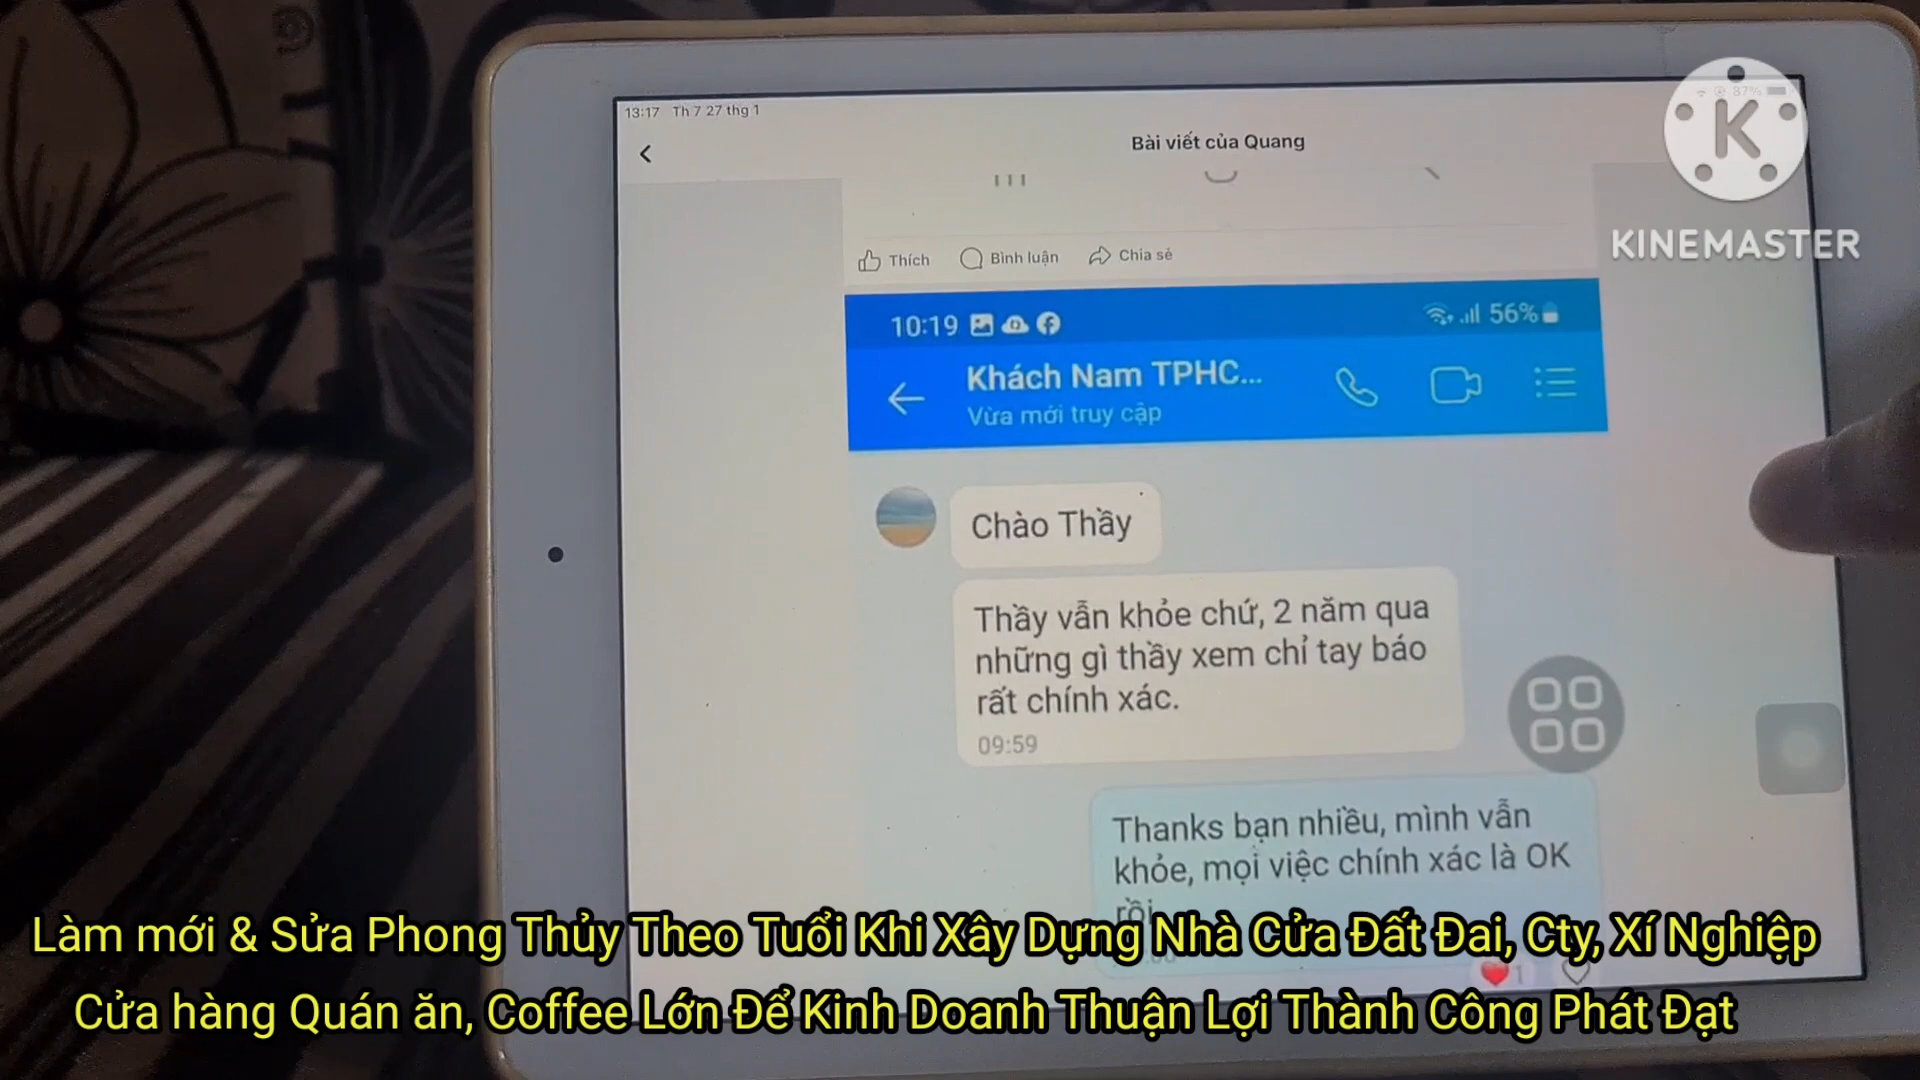 13:17 Th 7 27 thg 1
87%
Bài viết của Quang
K
KINEMASTER
Thích Bình luận Chia sẻ
10:19
56%
Khách Nam TPHC...
Vừa mới truy cập
Chào Thầy
Thầy vẫn khỏe chứ, 2 năm qua
những gì thầy xem chỉ tay báo
rất chính xác.
09:59
Thanks bạn nhiều, mình vẫn
khỏe, mọi việc chính xác là OK
rồi
1
Làm mới & Sửa Phong Thủy Theo Tuổi Khi Xây Dựng Nhà Cửa Đất Đai, Cty, Xí Nghiệp
Cửa hàng Quán ăn, Coffee Lớn Để Kinh Doanh Thuận Lợi Thành Công Phát Đạt